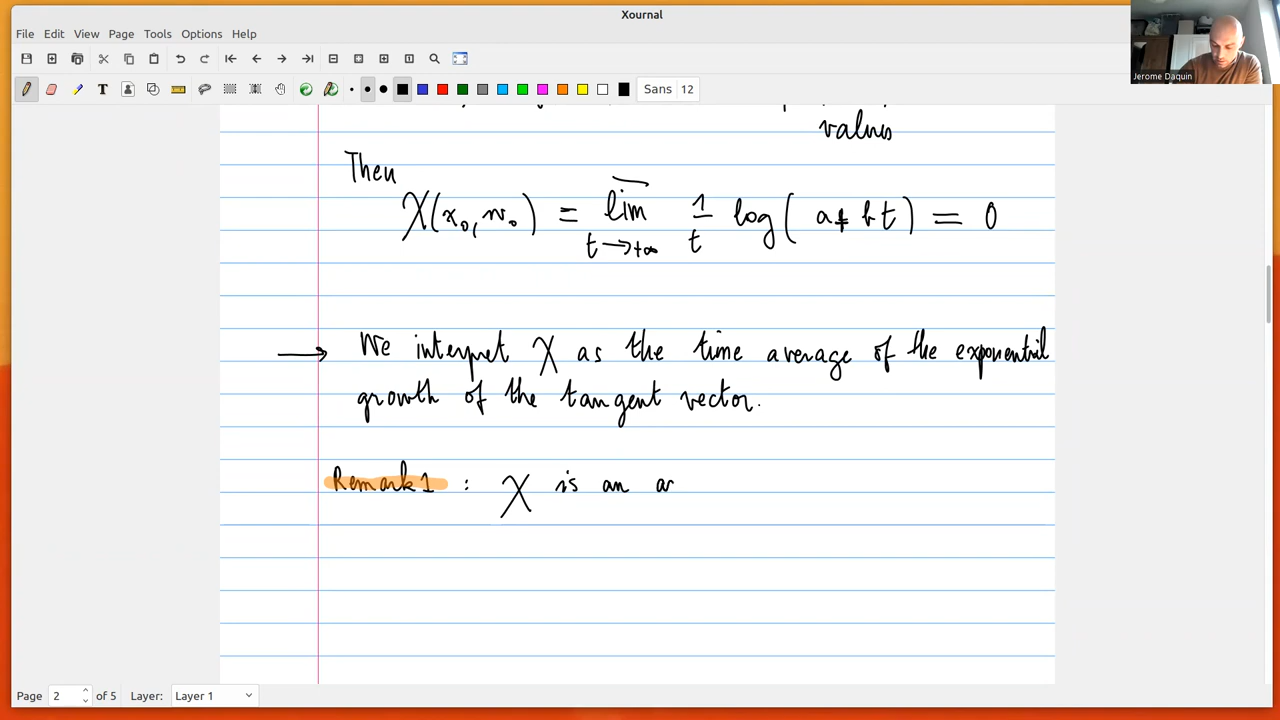 Xournal
File Edit View Page Tools Options Help
Sans 12
Jerome Daquin
values
Then
χ(x₀, w₀) = lim‾ t→+∞ 1/t log( a + bt ) = 0
→ We interpret χ as the time average of the exponential
growth of the tangent vector.
Remark 1 : χ is an as
Page 2 of 5 Layer: Layer 1